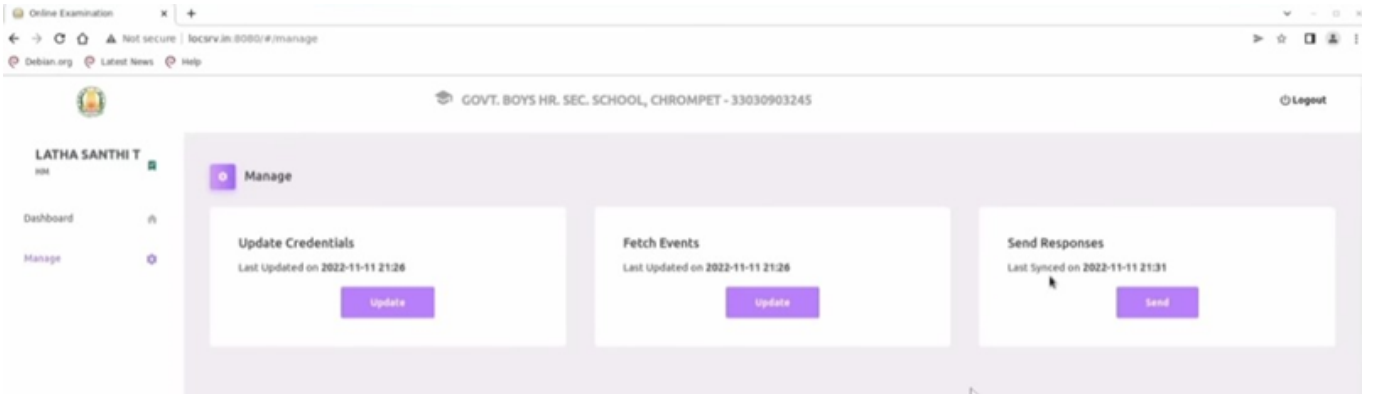 Online Examination
Not secure | locsrv.in:8080/#/manage
Debian.org Latest News Help
GOVT. BOYS HR. SEC. SCHOOL, CHROMPET - 33030903245
Logout
LATHA SANTHI T
HM
Dashboard
Manage
Manage
Update Credentials
Last Updated on 2022-11-11 21:26
Update
Fetch Events
Last Updated on 2022-11-11 21:26
Update
Send Responses
Last Synced on 2022-11-11 21:31
Send